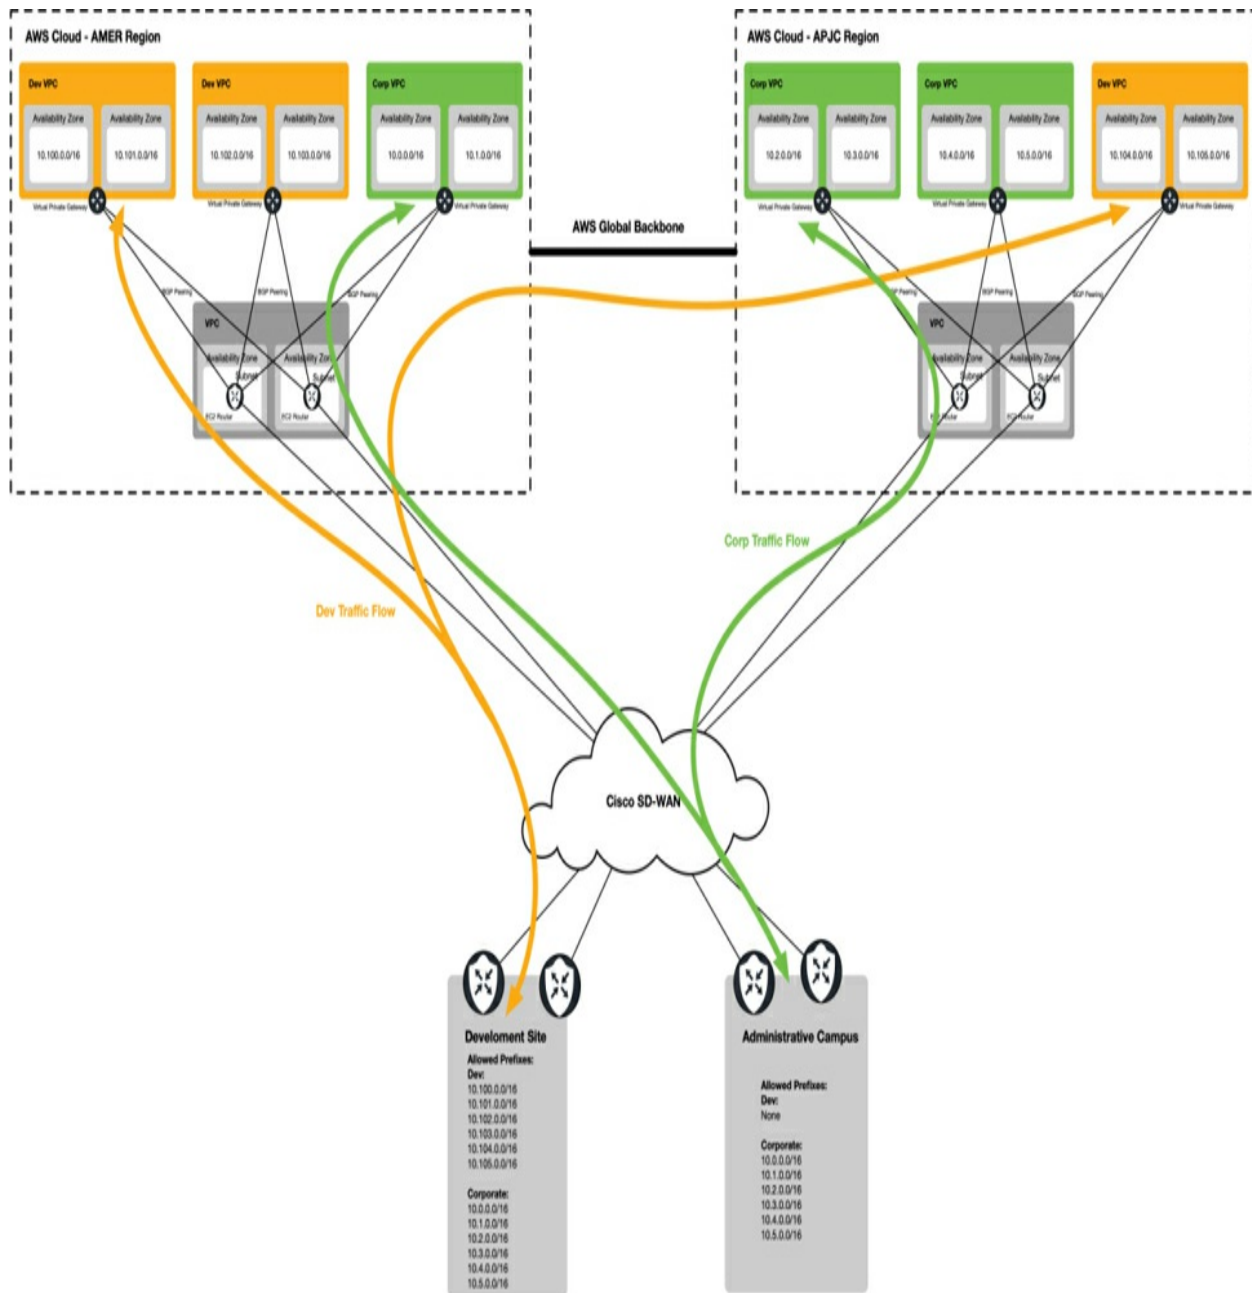 AWS Cloud - AMER Region
Dev VPC
Availability Zone
10.100.0.0/16
Availability Zone
10.101.0.0/16
Virtual Private Gateway
Dev VPC
Availability Zone
10.102.0.0/16
Availability Zone
10.103.0.0/16
Corp VPC
Availability Zone
10.0.0.0/16
Availability Zone
10.1.0.0/16
Virtual Private Gateway
BGP Peering
BGP Peering
BGP Peering
VPC
Availability Zone
Subnet
EC2 Router
Availability Zone
Subnet
EC2 Router
AWS Global Backbone
AWS Cloud - APJC Region
Corp VPC
Availability Zone
10.2.0.0/16
Availability Zone
10.3.0.0/16
Virtual Private Gateway
Corp VPC
Availability Zone
10.4.0.0/16
Availability Zone
10.5.0.0/16
Virtual Private Gateway
Dev VPC
Availability Zone
10.104.0.0/16
Availability Zone
10.105.0.0/16
Virtual Private Gateway
BGP Peering
BGP Peering
BGP Peering
VPC
Availability Zone
Subnet
EC2 Router
Availability Zone
Subnet
EC2 Router
Dev Traffic Flow
Corp Traffic Flow
Cisco SD-WAN
Develoment Site
Allowed Prefixes:
Dev:
10.100.0.0/16
10.101.0.0/16
10.102.0.0/16
10.103.0.0/16
10.104.0.0/16
10.105.0.0/16
Corporate:
10.0.0.0/16
10.1.0.0/16
10.2.0.0/16
10.3.0.0/16
10.4.0.0/16
10.5.0.0/16
Administrative Campus
Allowed Prefixes:
Dev:
None
Corporate:
10.0.0.0/16
10.1.0.0/16
10.2.0.0/16
10.3.0.0/16
10.4.0.0/16
10.5.0.0/16